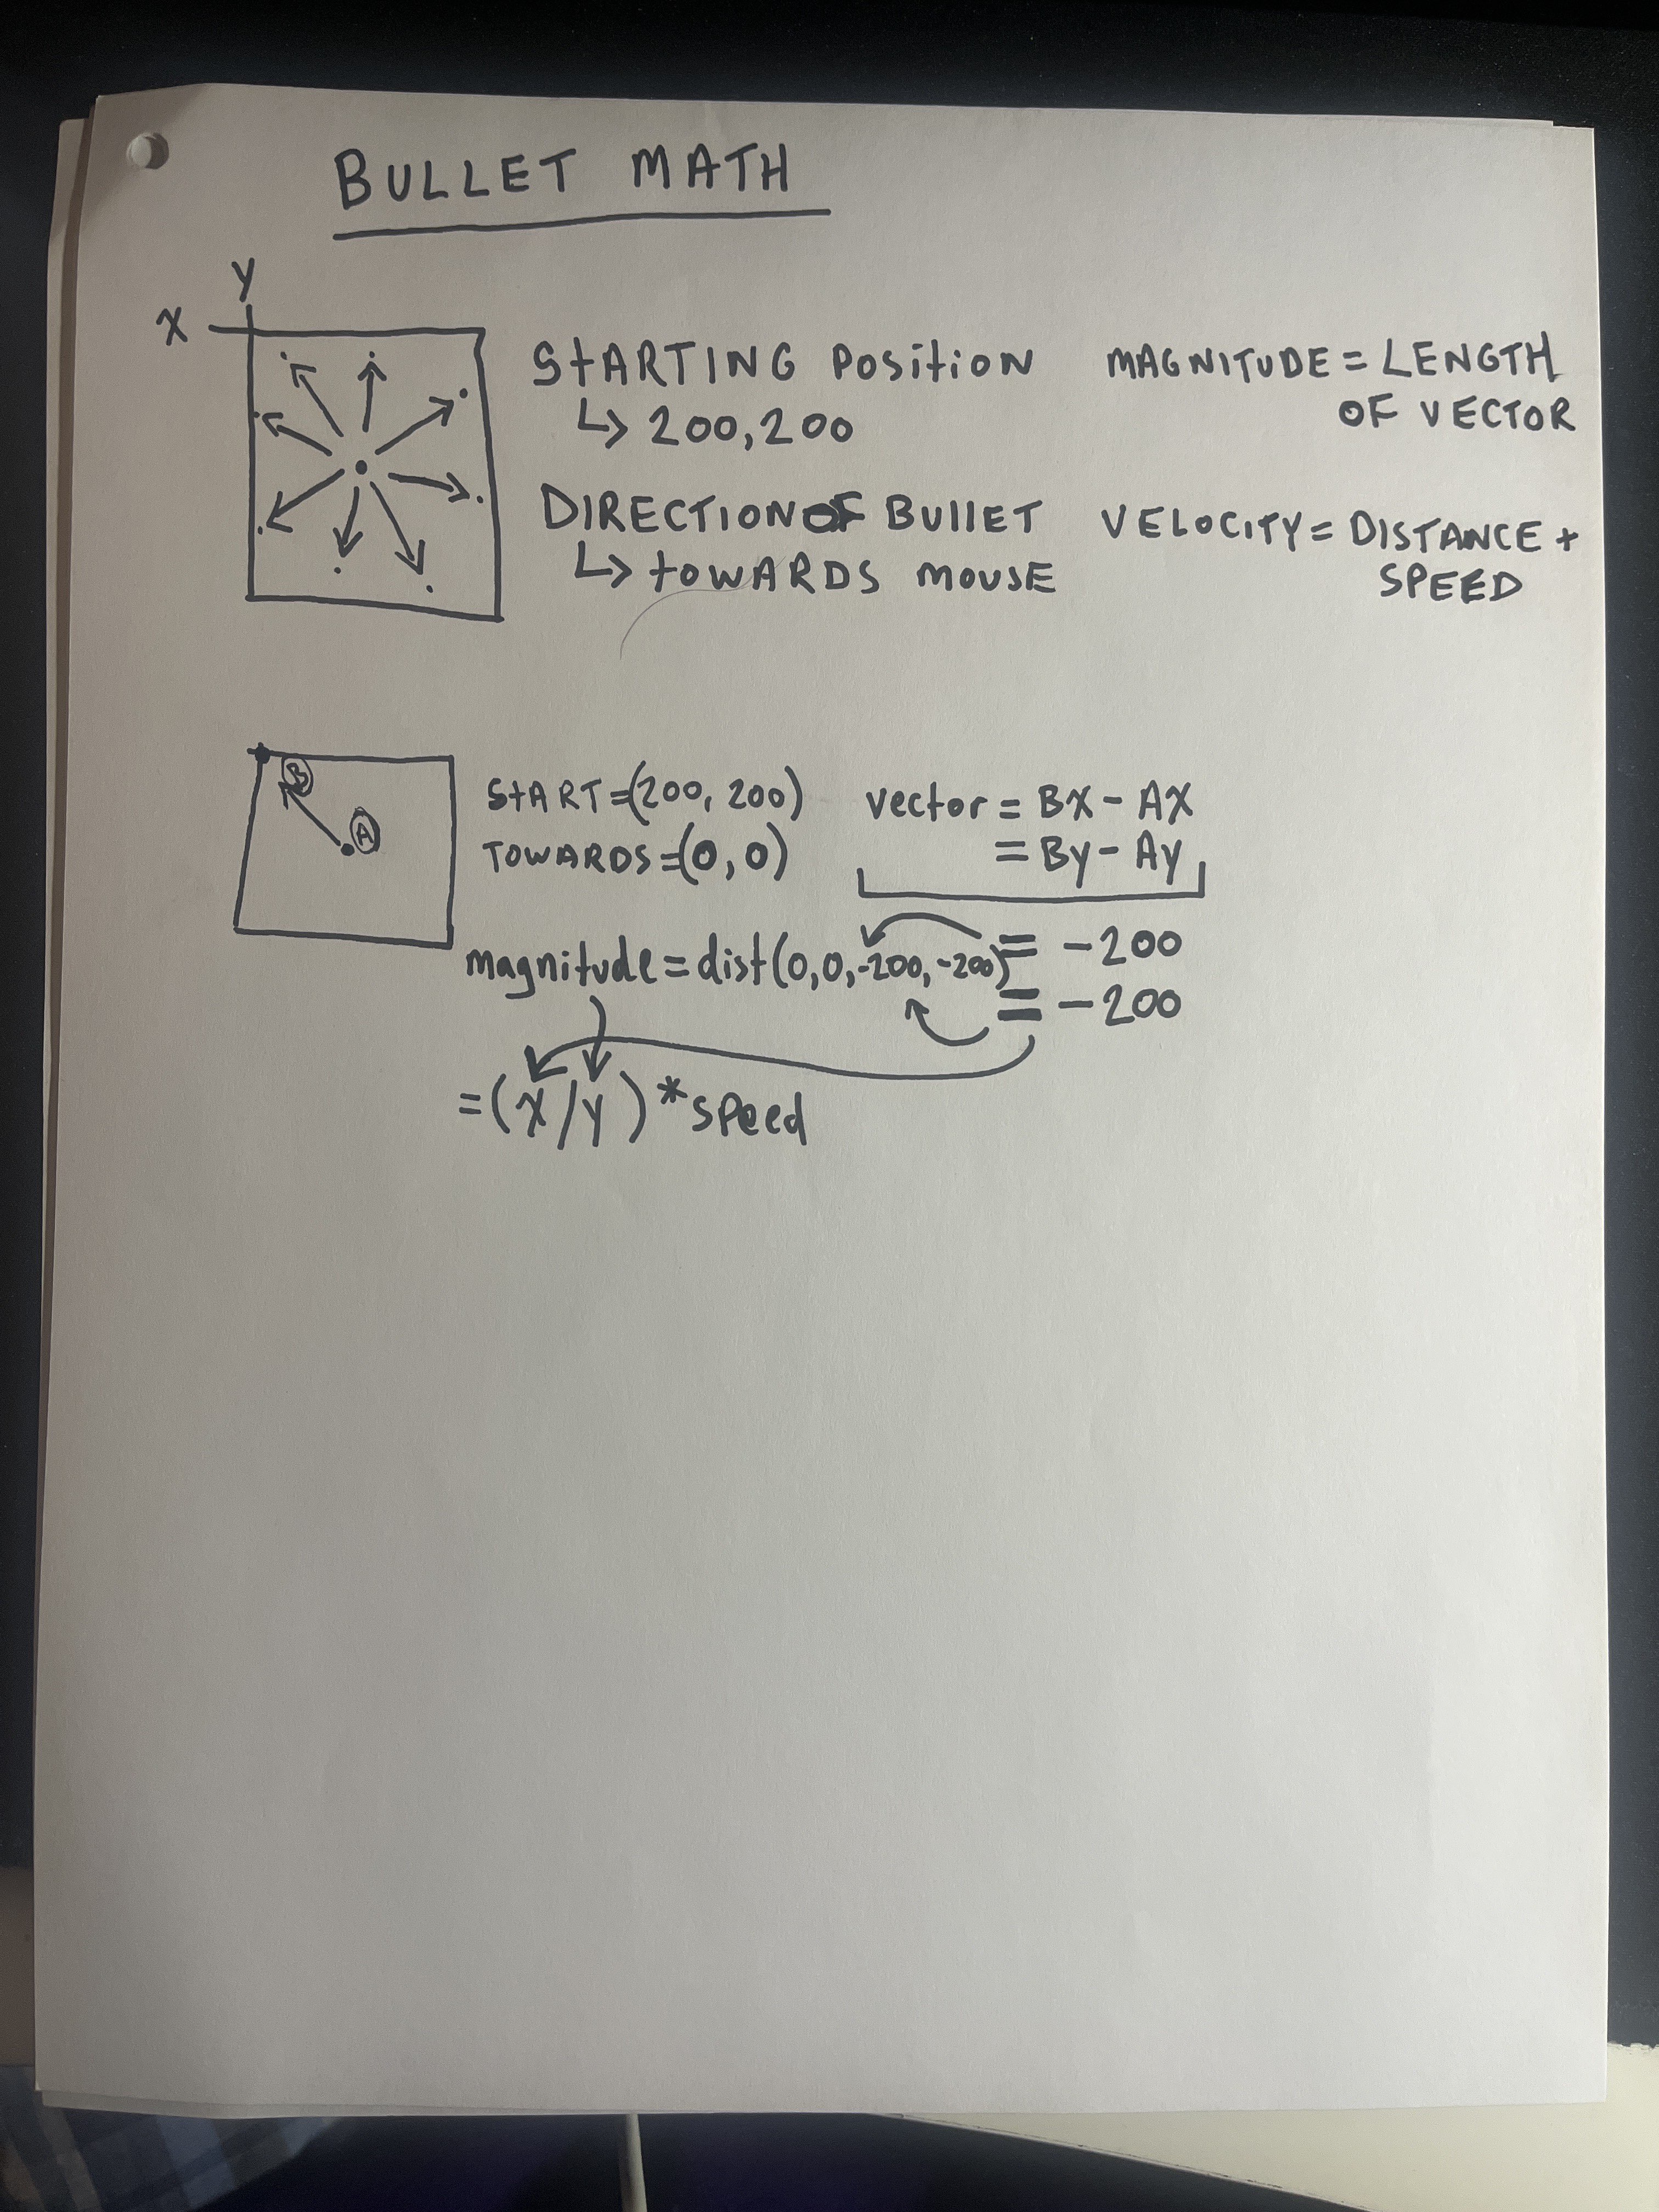 BULLET MATH
Y
X
STARTING POSITION
↳ 200,200
MAGNITUDE = LENGTH
OF VECTOR
DIRECTION OF BULLET
↳ TOWARDS MOUSE
VELOCITY = DISTANCE +
SPEED
B
A
START=(200, 200)
TOWARDS=(0,0)
vector = BX - AX
= By - Ay
magnitude = dist(0,0,-200,-200)
= -200
= -200
=(X/Y)*speed